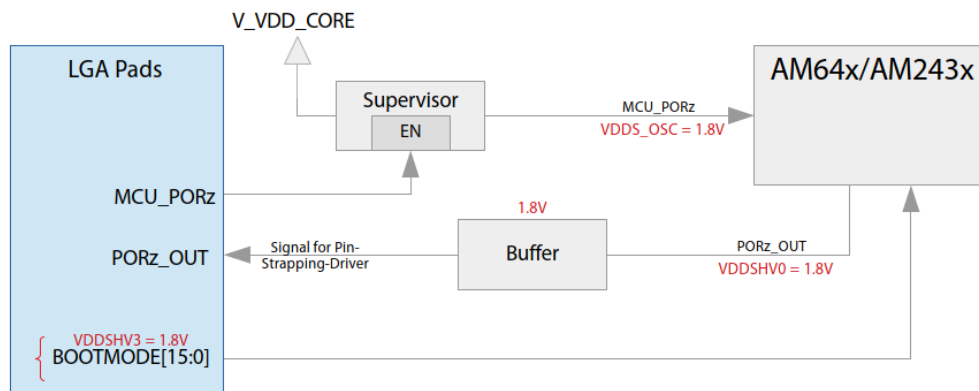 V_VDD_CORE
LGA Pads
Supervisor
EN
MCU_PORz
VDDS_OSC = 1.8V
AM64x/AM243x
MCU_PORz
1.8V
Buffer
PORz_OUT
Signal for Pin-
Strapping-Driver
PORz_OUT
VDDSHV0 = 1.8V
VDDSHV3 = 1.8V
BOOTMODE[15:0]